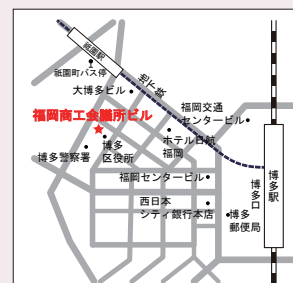 祇園駅
祇園町バス停
地下鉄
大博多ビル
福岡商工会議所ビル
福岡交通
センタービル
博多警察署
博多
区役所
ホテル日航
福岡
福岡センタービル
西日本
シティ銀行本店
博多
郵便局
博多口
博多駅